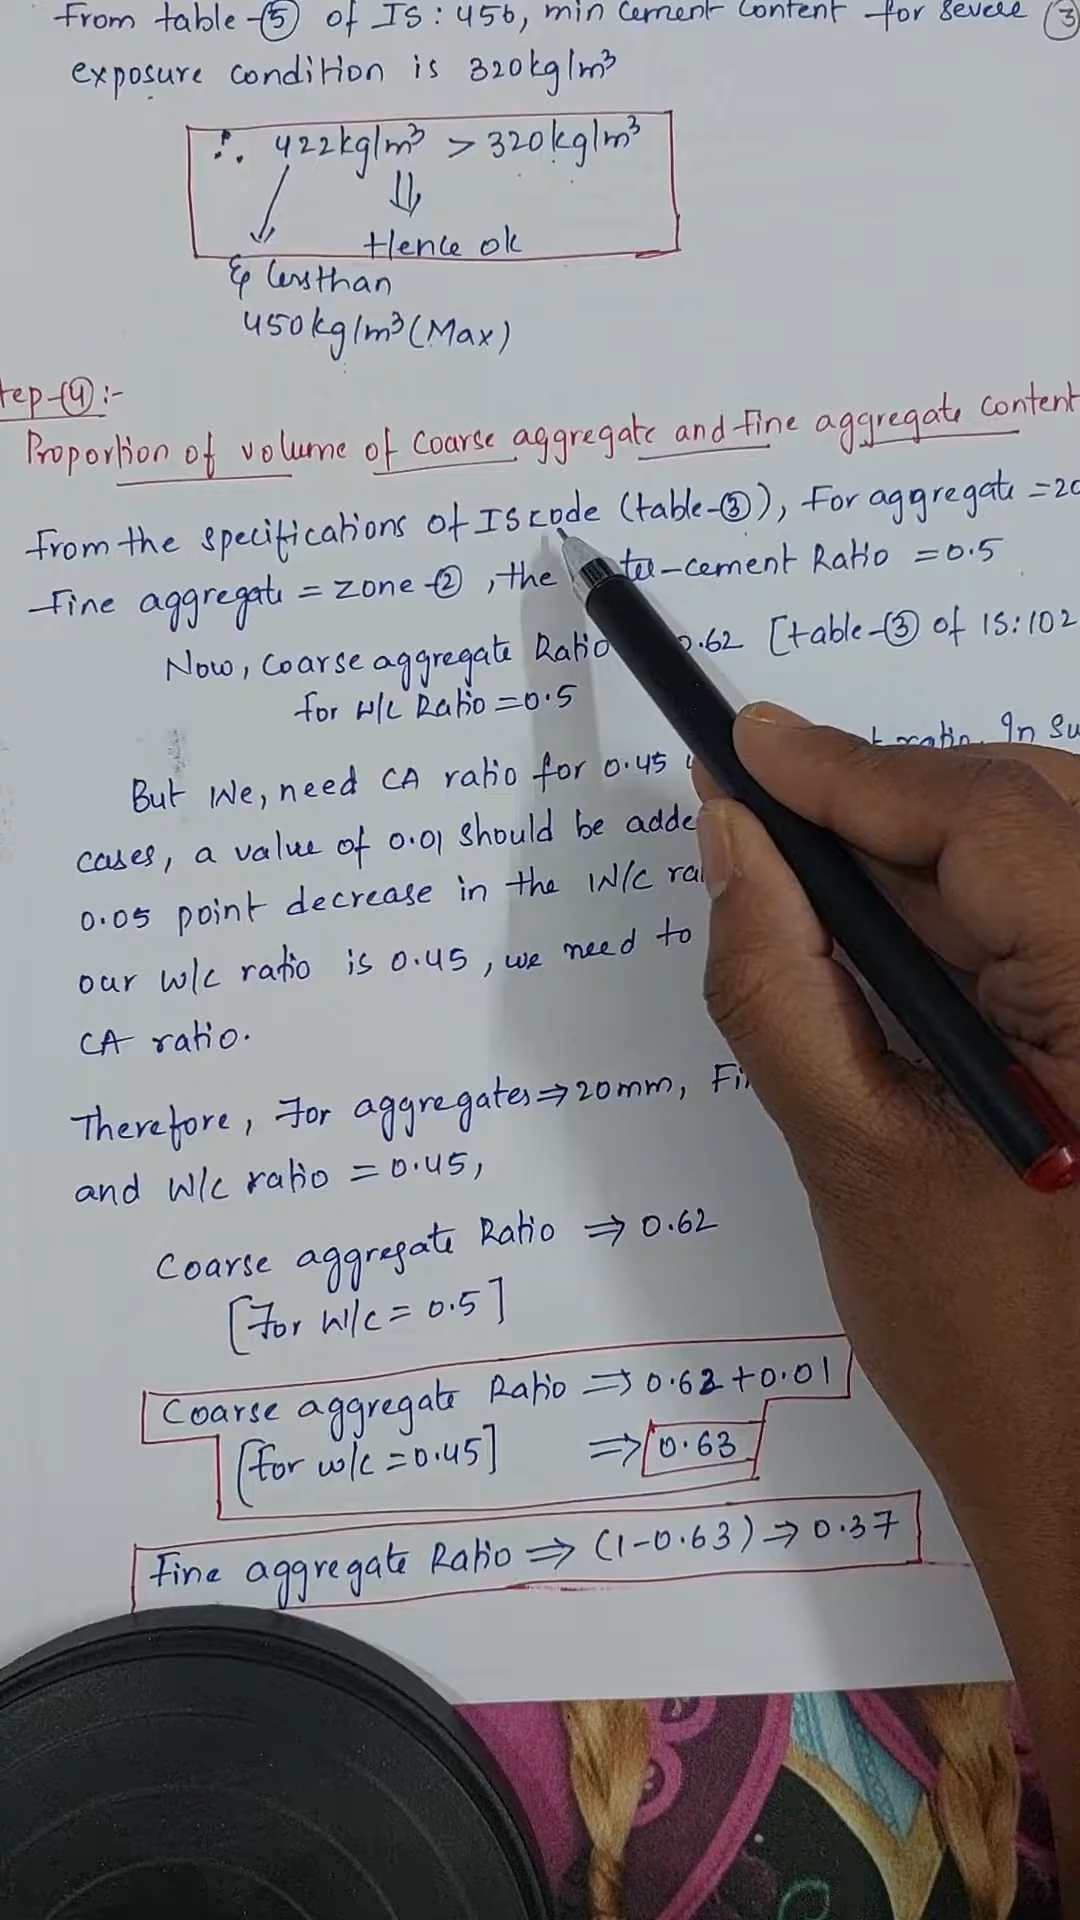 From table-⑤ of IS: 456, min cement content for severe ③
exposure condition is 320kg/m³
∴ 422kg/m³ > 320kg/m³
Hence ok
& lessthan
450kg/m³ (Max)
tep-④:-
Proportion of volume of coarse aggregate and fine aggregate content
From the specifications of IS code (table-③), For aggregate = 20
fine aggregate = zone-②, the -cement Ratio = 0.5
Now, coarse aggregate Ratio 0.62 [table-③ of IS: 102
for W/c Ratio = 0.5
But We, need CA ratio for 0.45 ratio. In su
cases, a value of 0.01 should be adde
0.05 point decrease in the W/c ra
our w/c ratio is 0.45, we need to
CA ratio.
Therefore, For aggregates ⇒ 20mm, Fi
and W/c ratio = 0.45,
Coarse aggregate Ratio ⇒ 0.62
[For W/c = 0.5]
Coarse aggregate Ratio ⇒ 0.62 + 0.01
[For w/c = 0.45] ⇒ 0.63
Fine aggregate Ratio ⇒ (1-0.63) ⇒ 0.37